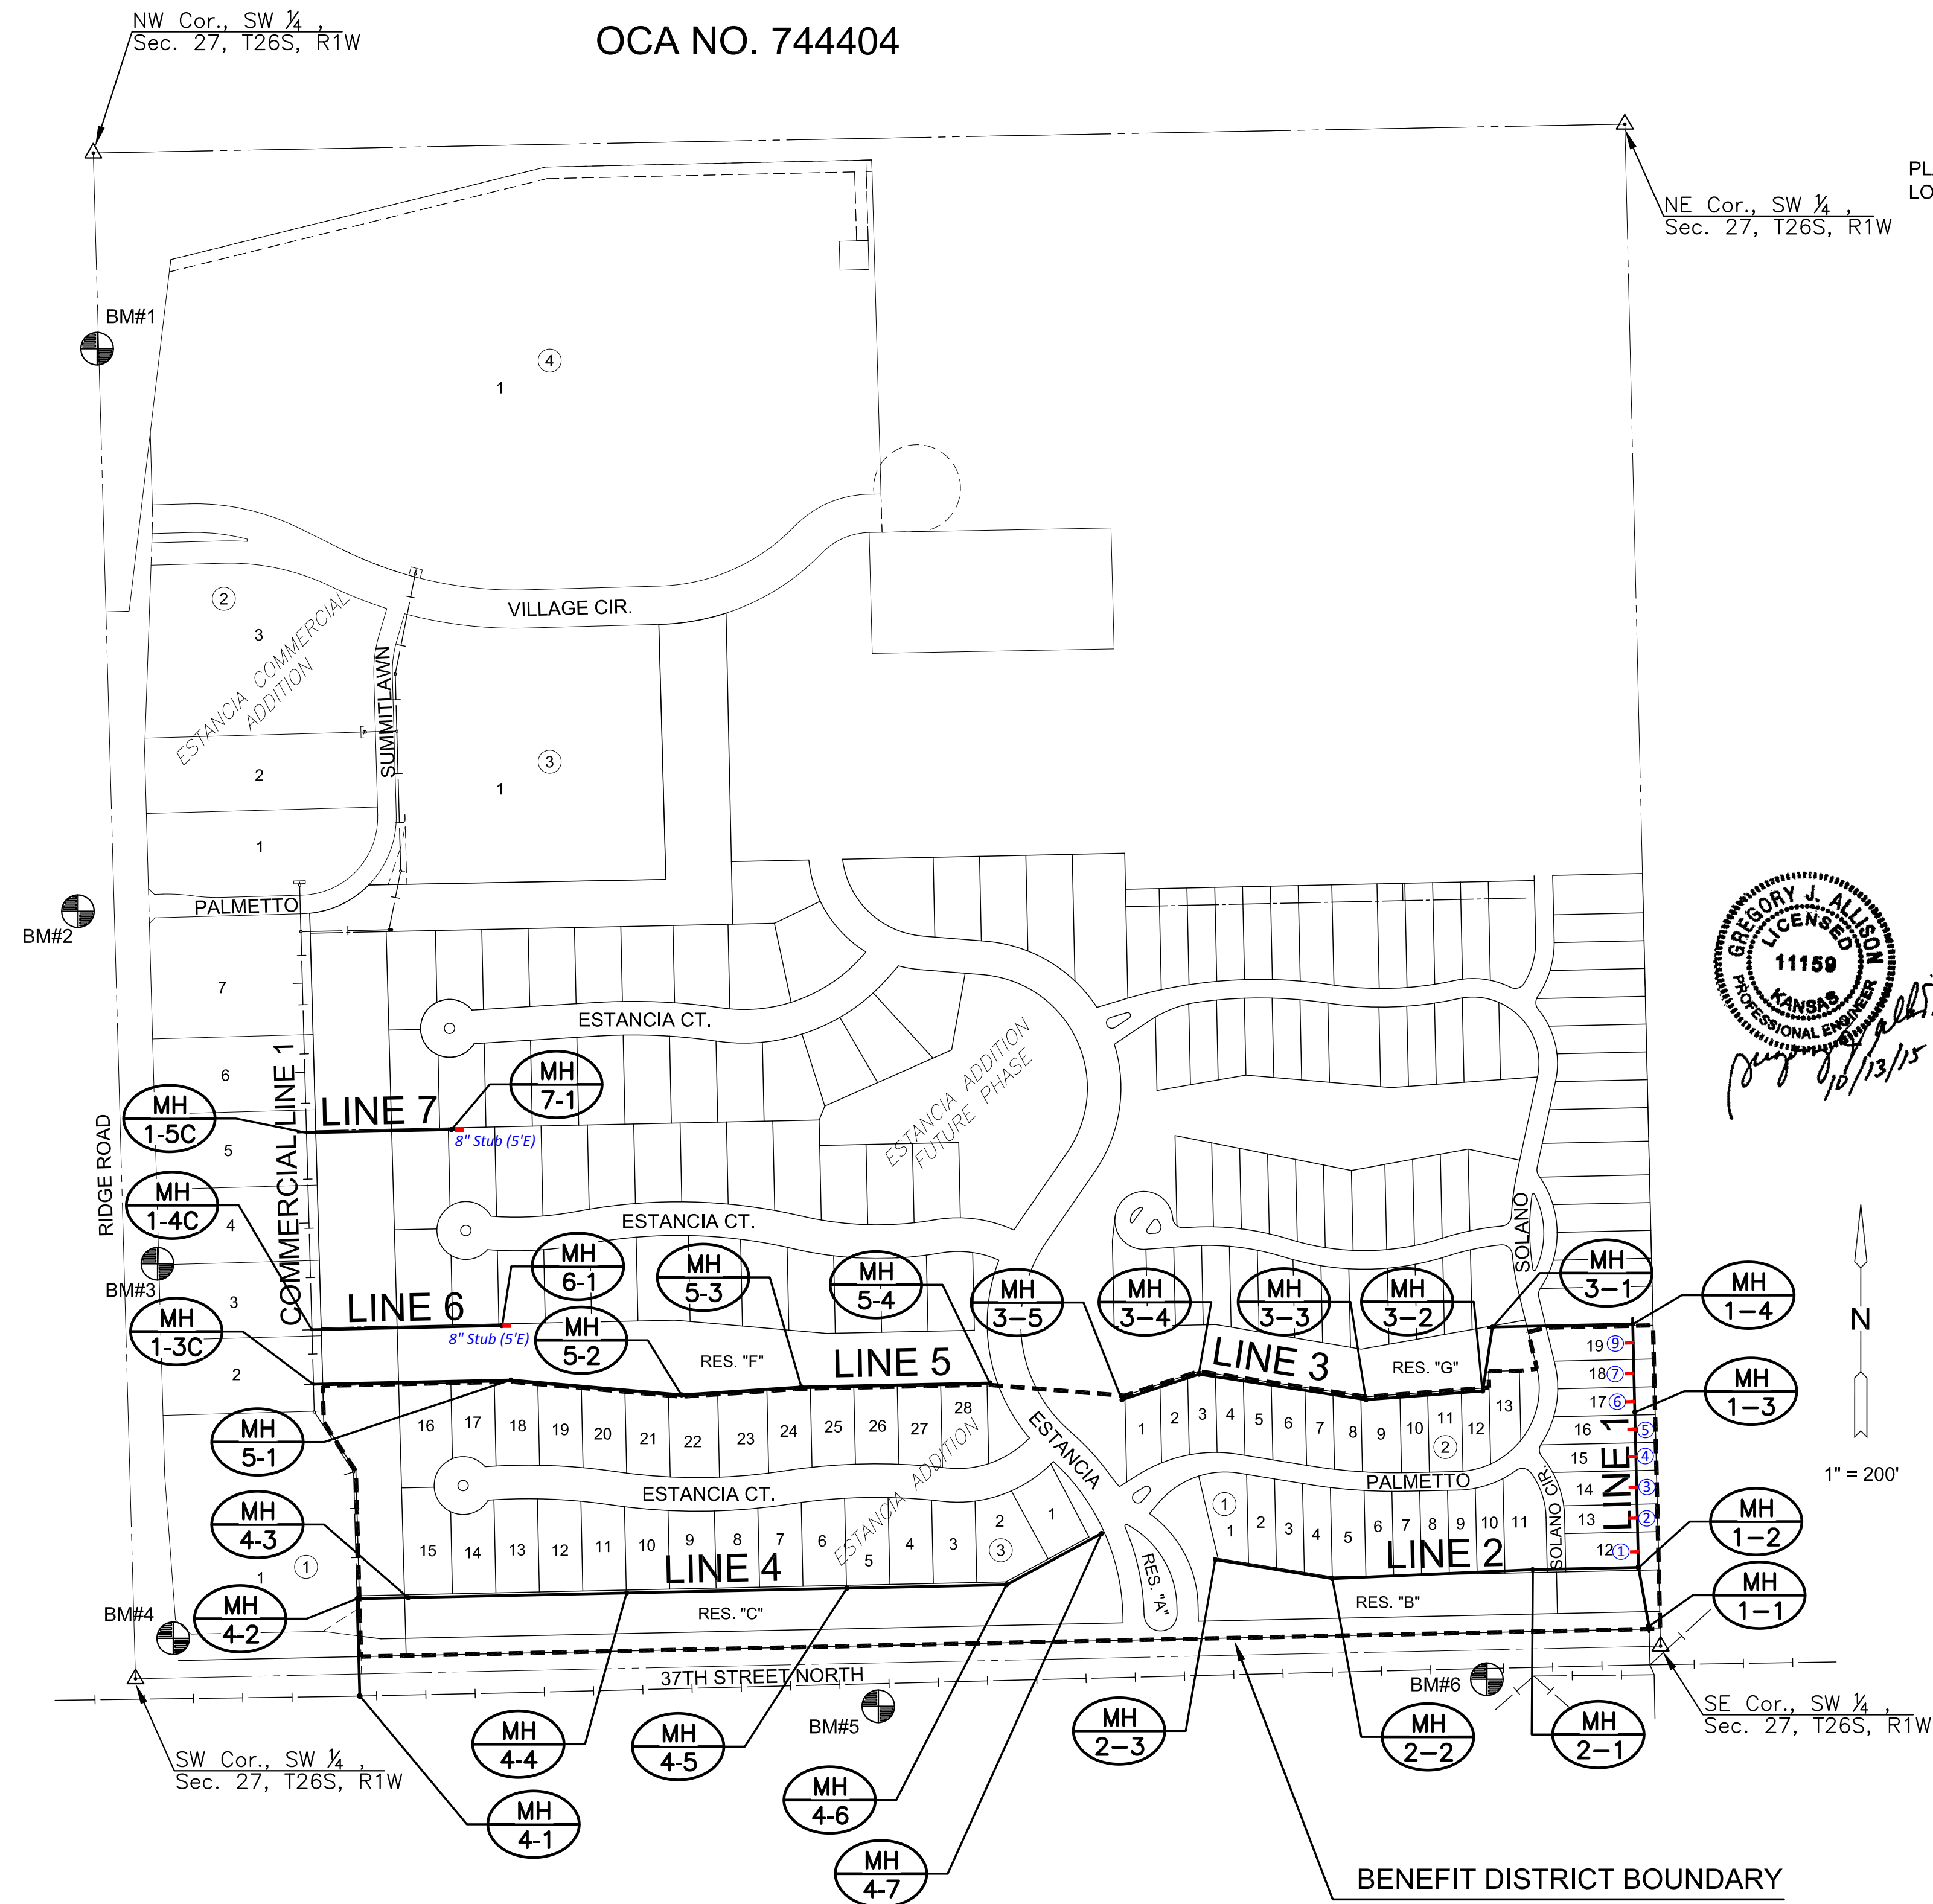 OCA NO. 744404
NW Cor., SW ¼ ,
Sec. 27, T26S, R1W
NE Cor., SW ¼ ,
Sec. 27, T26S, R1W
BM#1
4
1
2
3
ESTANCIA COMMERCIAL
ADDITION
VILLAGE CIR.
SUMMITLAWN
2
3
1
1
PALMETTO
BM#2
7
GREGORY J. ALLISON
LICENSED
11159
KANSAS
PROFESSIONAL ENGINEER
10/13/15
ESTANCIA CT.
ESTANCIA ADDITION
FUTURE PHASE
6
COMMERCIAL LINE 1
LINE 7
MH
7-1
MH
1-5C
8" Stub (5'E)
5
RIDGE ROAD
MH
1-4C
4
ESTANCIA CT.
SOLANO
BM#3
3
MH
6-1
MH
5-3
MH
5-4
MH
3-5
MH
3-4
MH
3-3
MH
3-2
MH
3-1
MH
1-4
N
1" = 200'
LINE 6
8" Stub (5'E)
MH
1-3C
MH
5-2
RES. "F"
LINE 5
LINE 3
RES. "G"
2
19 9
18 7
17 6
16 5
15 4
14 3
13 2
12 1
LINE 1
MH
1-3
MH
5-1
16 17 18 19 20 21 22 23 24 25 26 27 28
1 2 3 4 5 6 7 8 9 10 11 12 13
2
ESTANCIA
ESTANCIA ADDITION
PALMETTO
ESTANCIA CT.
SOLANO CIR.
MH
4-3
1
1
15 14 13 12 11 10 9 8 7 6 5 4 3 2 1
3
1
1 2 3 4 5 6 7 8 9 10 11
LINE 4
LINE 2
MH
1-2
MH
1-1
MH
4-2
BM#4
RES. "C"
RES. "A"
RES. "B"
37TH STREET NORTH
BM#5
BM#6
SW Cor., SW ¼ ,
Sec. 27, T26S, R1W
SE Cor., SW ¼ ,
Sec. 27, T26S, R1W
MH
4-4
MH
4-5
MH
2-3
MH
2-2
MH
2-1
MH
4-1
MH
4-6
MH
4-7
BENEFIT DISTRICT BOUNDARY